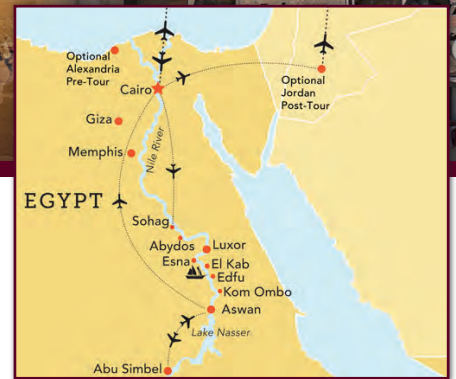 Optional
Alexandria
Pre-Tour
Cairo
Optional
Jordan
Post-Tour
Giza
Memphis
Nile River
EGYPT
Sohag
Abydos
Luxor
Esna
El Kab
Edfu
Kom Ombo
Aswan
Lake Nasser
Abu Simbel